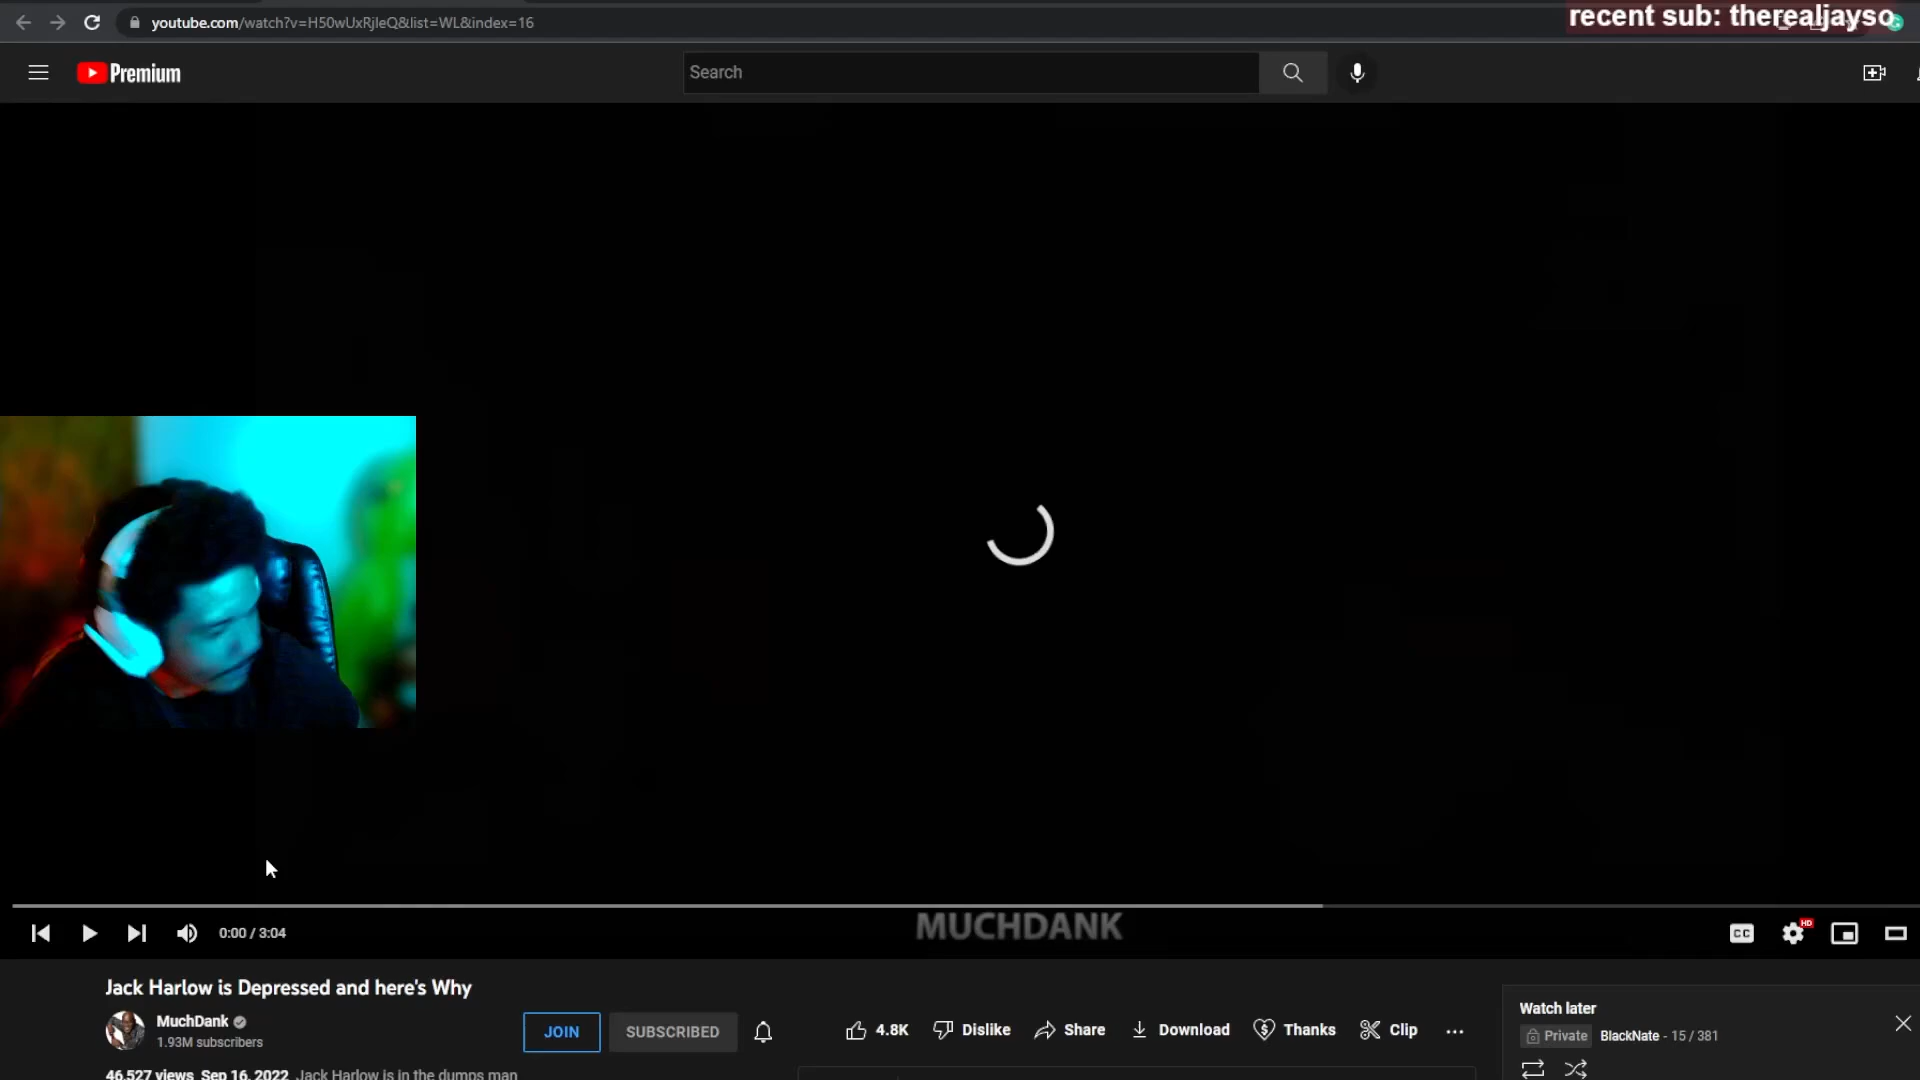 youtube.com/watch?v=H50wUxRjleQ&list=WL&index=16
recent sub: therealjayso
Premium
Search
MUCHDANK
0:00 / 3:04
CC
HD
Jack Harlow is Depressed and here's Why
MuchDank
1.93M subscribers
JOIN
SUBSCRIBED
4.8K
Dislike
Share
Download
Thanks
Clip
46,527 views Sep 16, 2022 Jack Harlow is in the dumps man
Watch later
Private BlackNate - 15 / 381